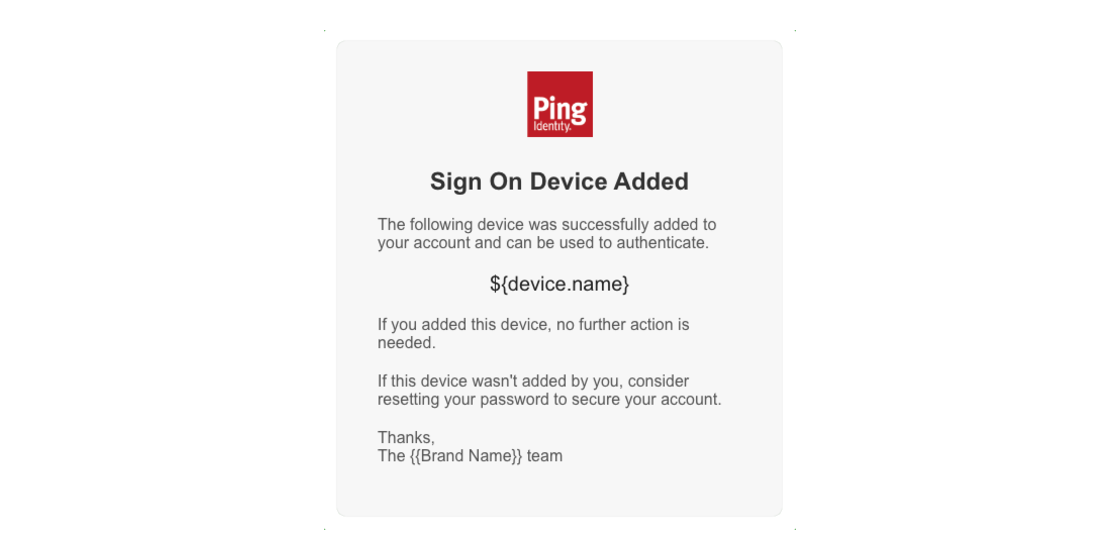 Ping
Identity.
Sign On Device Added
The following device was successfully added to
your account and can be used to authenticate.
${device.name}
If you added this device, no further action is
needed.
If this device wasn't added by you, consider
resetting your password to secure your account.
Thanks,
The {{Brand Name}} team